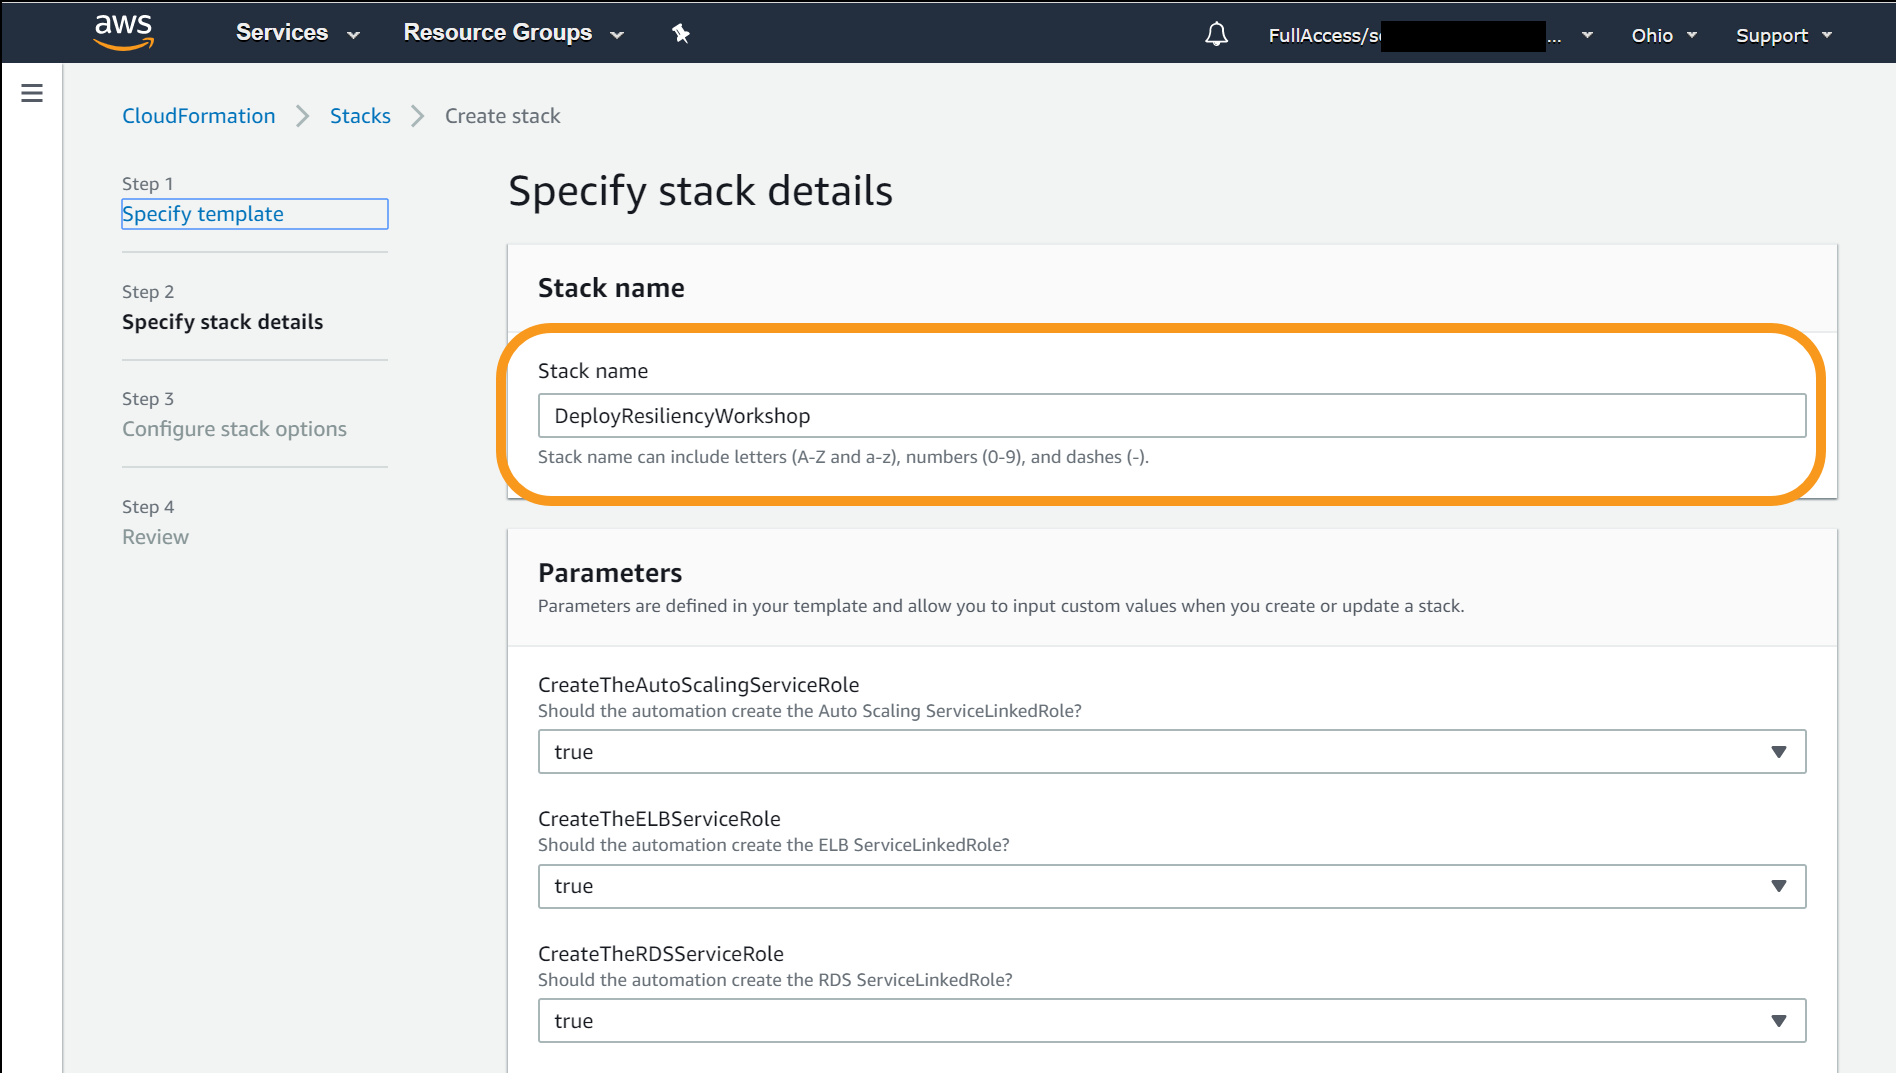 aws
Services
Resource Groups
FullAccess/s
...
Ohio
Support
CloudFormation
Stacks
Create stack
Step 1
Specify template
Step 2
Specify stack details
Step 3
Configure stack options
Step 4
Review
Specify stack details
Stack name
Stack name
DeployResiliencyWorkshop
Stack name can include letters (A-Z and a-z), numbers (0-9), and dashes (-).
Parameters
Parameters are defined in your template and allow you to input custom values when you create or update a stack.
CreateTheAutoScalingServiceRole
Should the automation create the Auto Scaling ServiceLinkedRole?
true
CreateTheELBServiceRole
Should the automation create the ELB ServiceLinkedRole?
true
CreateTheRDSServiceRole
Should the automation create the RDS ServiceLinkedRole?
true